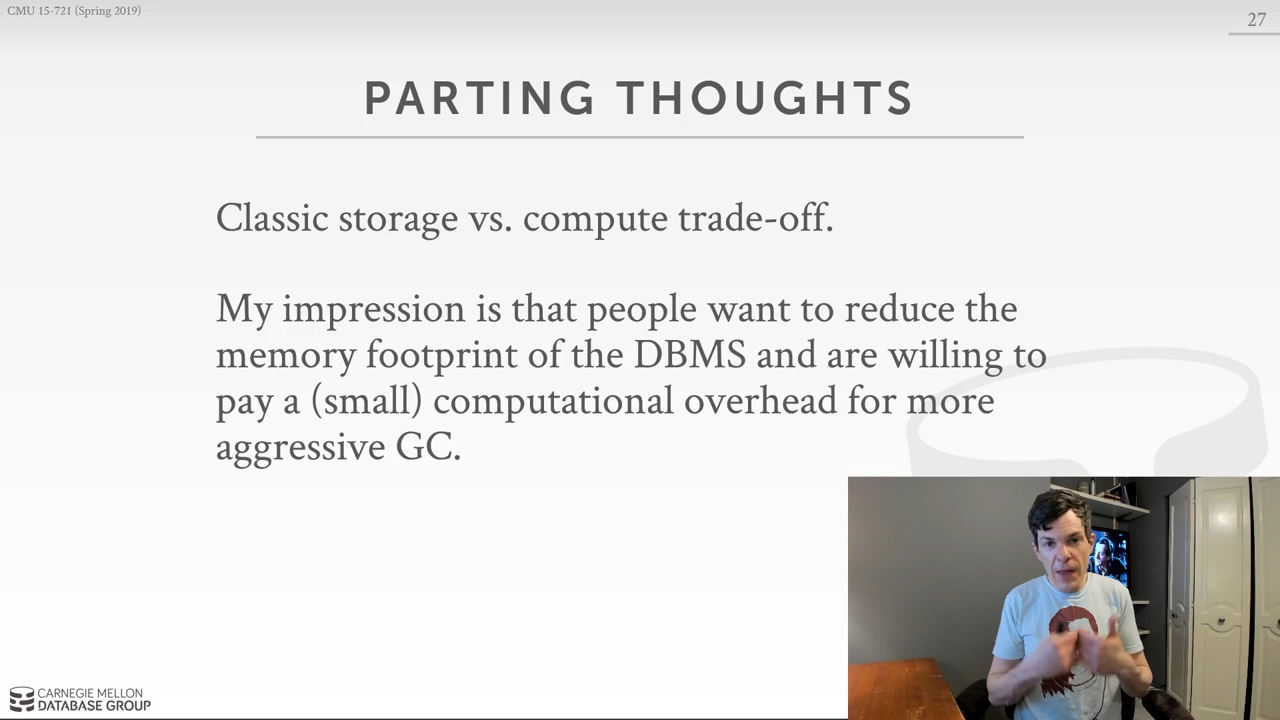 CMU 15-721 (Spring 2019)
27
PARTING THOUGHTS
Classic storage vs. compute trade-off.
My impression is that people want to reduce the
memory footprint of the DBMS and are willing to
pay a (small) computational overhead for more
aggressive GC.
CARNEGIE MELLON
DATABASE GROUP